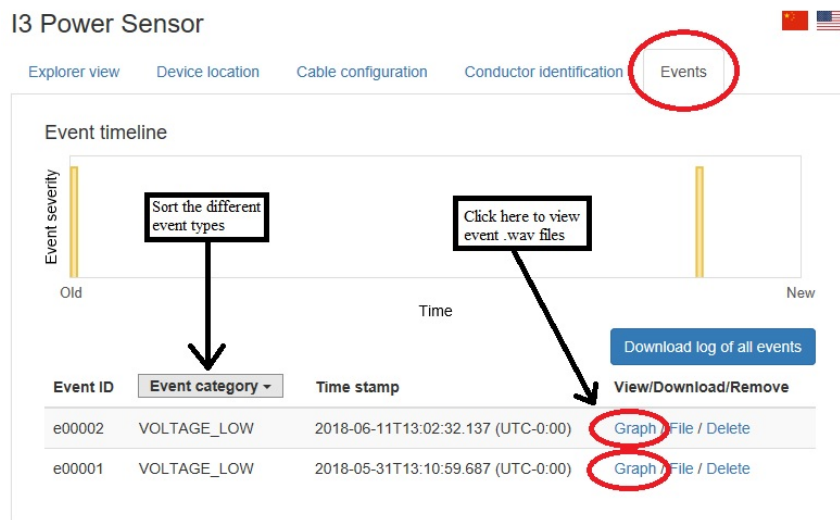 I3 Power Sensor
Explorer view Device location Cable configuration Conductor identification Events
Event timeline
Event severity
Sort the different
event types
Click here to view
event .wav files
Old New
Time
Download log of all events
Event ID Event category Time stamp View/Download/Remove
e00002 VOLTAGE_LOW 2018-06-11T13:02:32.137 (UTC-0:00) Graph / File / Delete
e00001 VOLTAGE_LOW 2018-05-31T13:10:59.687 (UTC-0:00) Graph / File / Delete